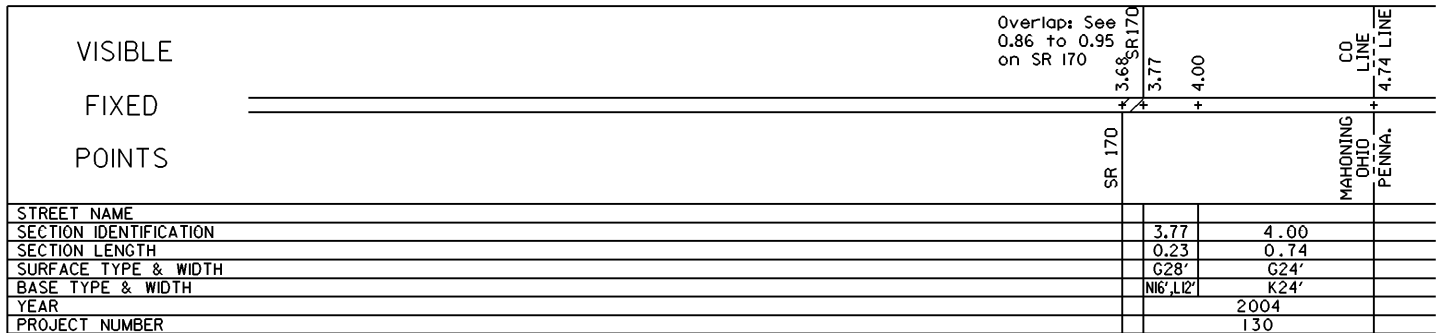 VISIBLE
FIXED
POINTS
Overlap: See
0.86 to 0.95
on SR 170
3.68
SR 170
3.77
4.00
CO
LINE
4.74 LINE
SR 170
MAHONING
OHIO
PENNA.
STREET NAME
SECTION IDENTIFICATION 3.77 4.00
SECTION LENGTH 0.23 0.74
SURFACE TYPE & WIDTH G28' G24'
BASE TYPE & WIDTH N16',L12' K24'
YEAR 2004
PROJECT NUMBER 130